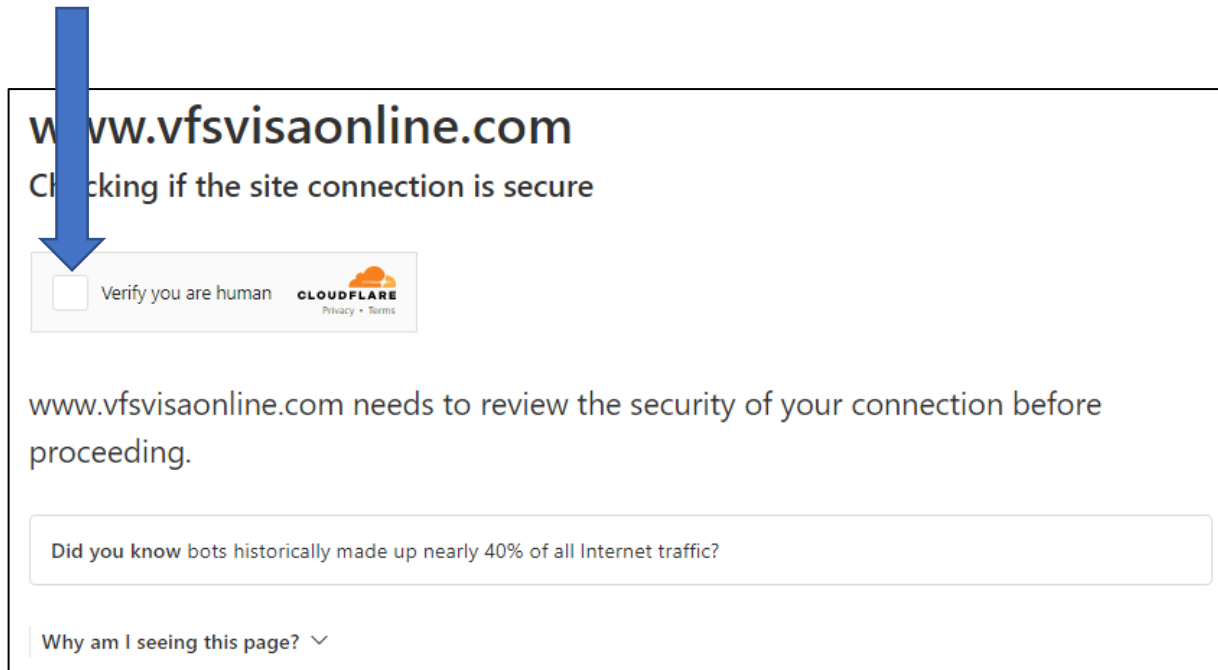 www.vfsvisaonline.com
Checking if the site connection is secure
Verify you are human
CLOUDFLARE
Privacy • Terms
www.vfsvisaonline.com needs to review the security of your connection before
proceeding.
Did you know bots historically made up nearly 40% of all Internet traffic?
Why am I seeing this page?